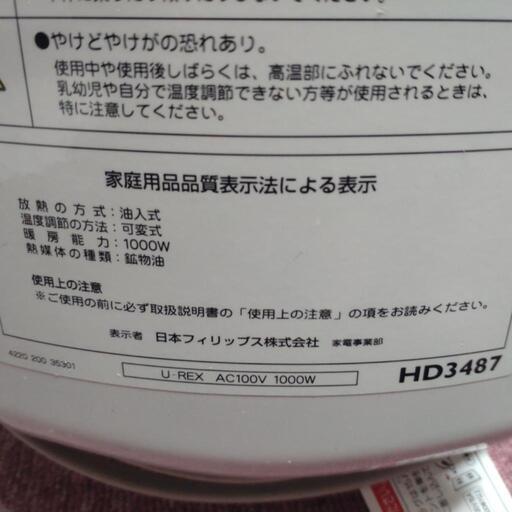 ●やけどやけがの恐れあり。
使用中や使用後しばらくは、高温部にふれないでください。
乳幼児や自分で温度調節できない方等が使用されるときは、
特に注意してください。
家庭用品品質表示法による表示
放熱の方式：油入式
温度調節の方法：可変式
暖房能力：1000W
熱媒体の種類：鉱物油
使用上の注意
※ご使用の前に必ず取扱説明書の「使用上の注意」の項をお読みください。
表示者 日本フィリップス株式会社 家電事業部
4220 200 35301
U-REX AC100V 1000W
HD3487